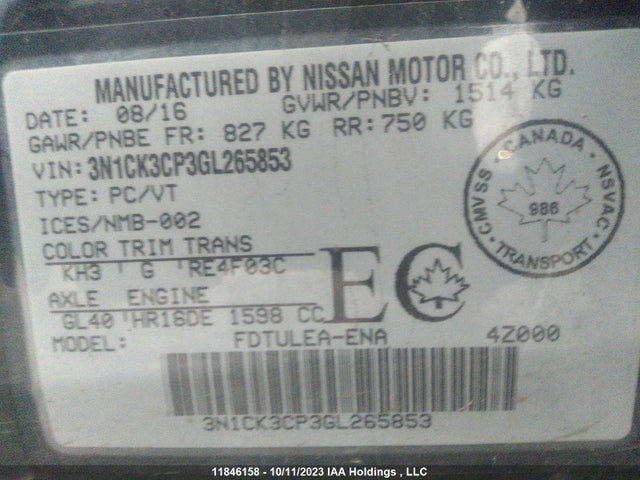 MANUFACTURED BY NISSAN MOTOR CO., LTD.
DATE: 08/16 GVWR/PNBV: 1514 KG
GAWR/PNBE FR: 827 KG RR: 750 KG
VIN: 3N1CK3CP3GL265853
TYPE: PC/VT
ICES/NMB-002
COLOR TRIM TRANS
KH3 G RE4F03C
AXLE ENGINE
GL40 HR16DE 1598 CC
EC
CANADA
CMVSS NSVAC
986
TRANSPORT
MODEL: FDTULEA-ENA 4Z000
3N1CK3CP3GL265853
11846158 - 10/11/2023 IAA Holdings , LLC